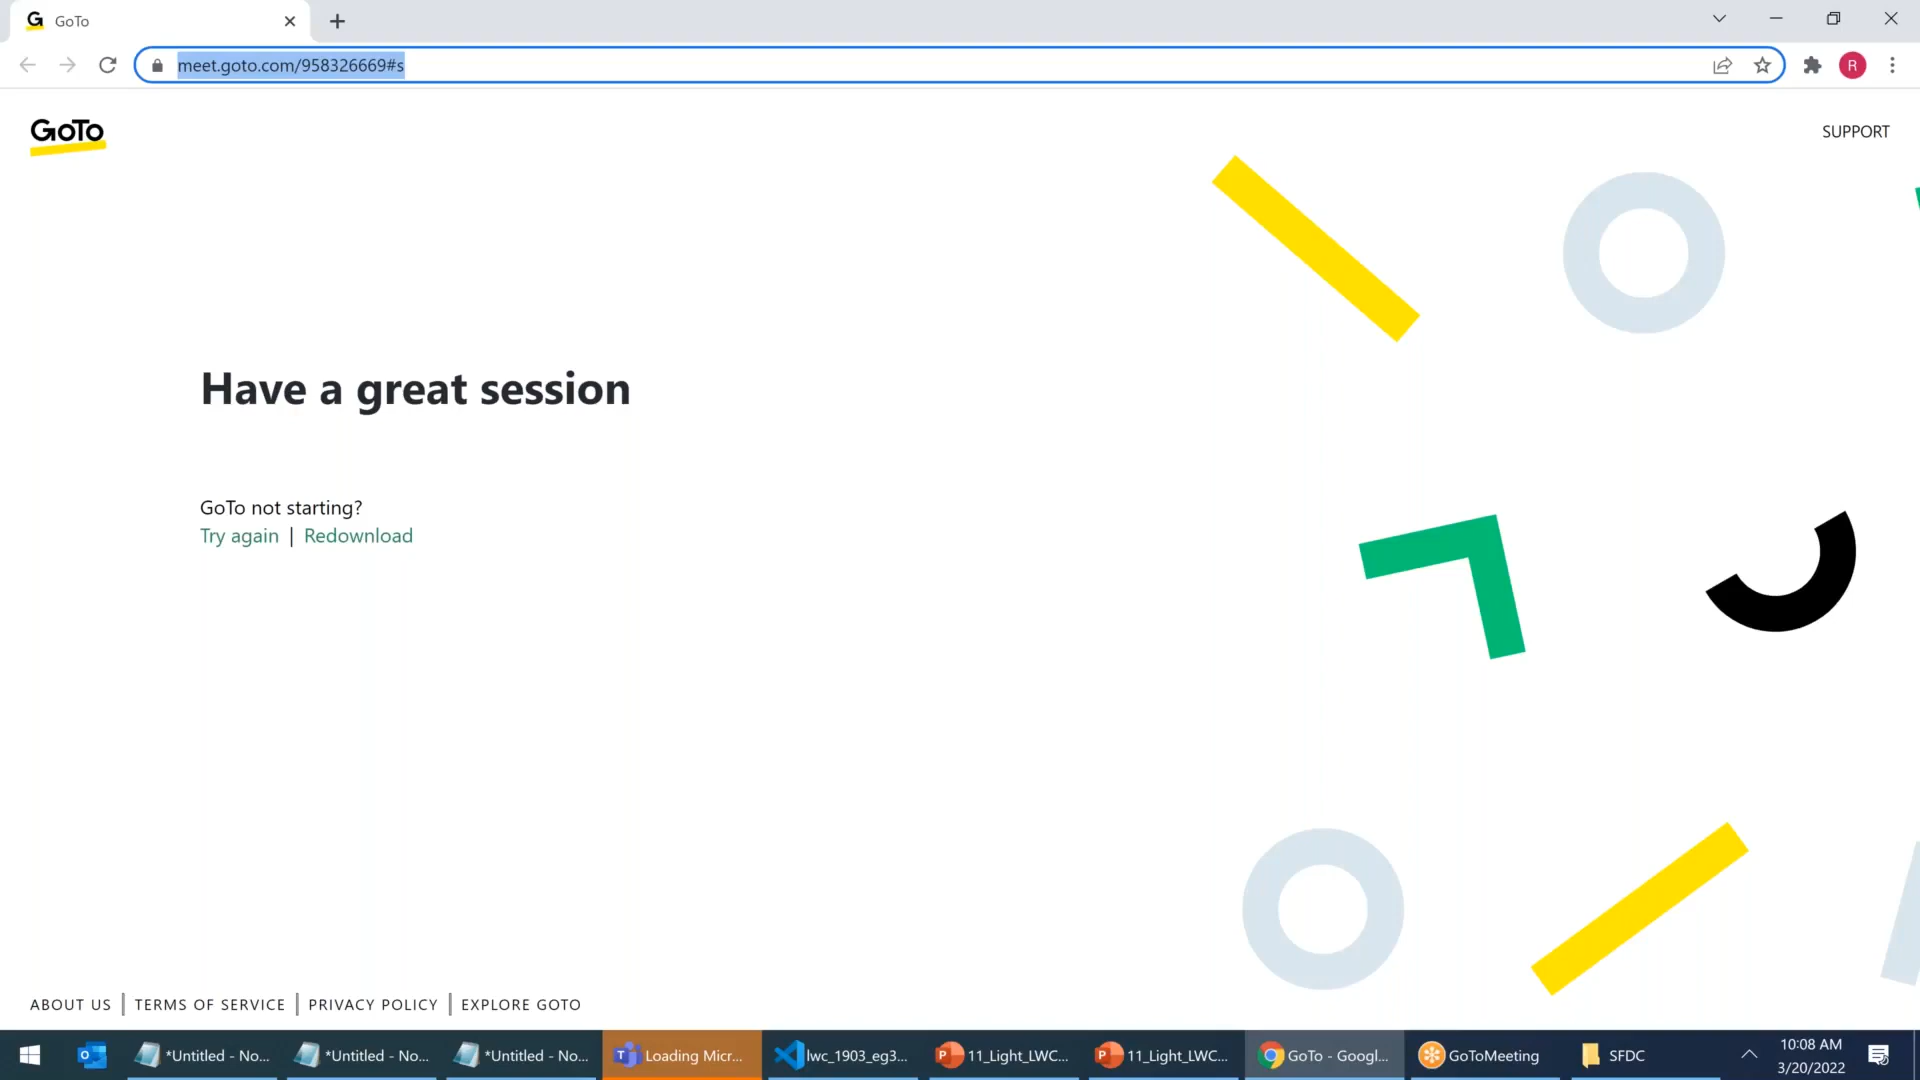 G GoTo
meet.goto.com/958326669#s
R
GoTo
SUPPORT
Have a great session
GoTo not starting?
Try again | Redownload
ABOUT US | TERMS OF SERVICE | PRIVACY POLICY | EXPLORE GOTO
*Untitled - No... *Untitled - No... *Untitled - No... Loading Micr... lwc_1903_eg3... 11_Light_LWC... 11_Light_LWC... GoTo - Googl... GoToMeeting SFDC 10:08 AM
3/20/2022